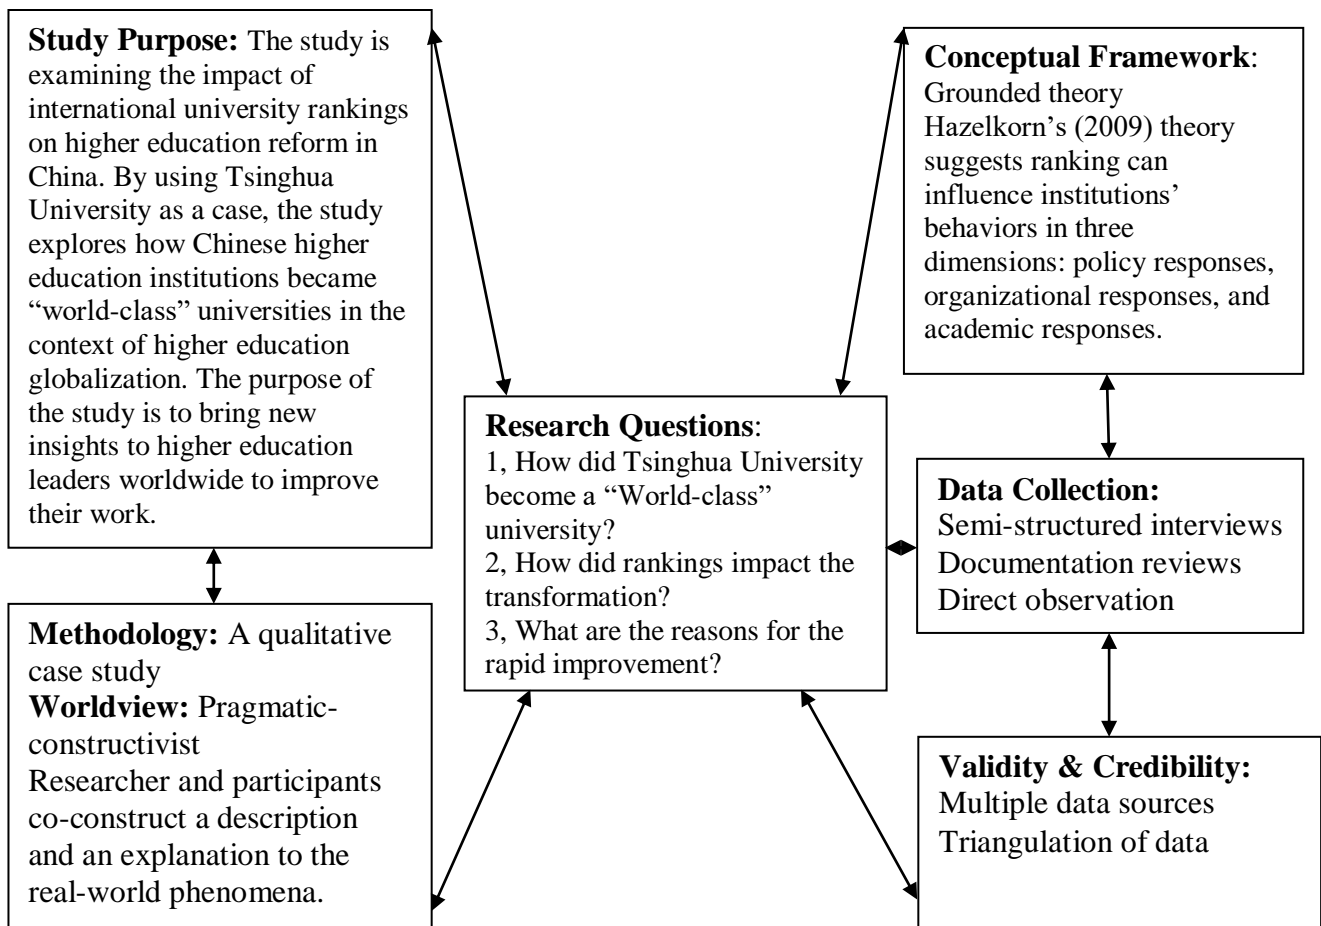 Study Purpose: The study is
examining the impact of
international university rankings
on higher education reform in
China. By using Tsinghua
University as a case, the study
explores how Chinese higher
education institutions became
“world-class” universities in the
context of higher education
globalization. The purpose of
the study is to bring new
insights to higher education
leaders worldwide to improve
their work.
Methodology: A qualitative
case study
Worldview: Pragmatic-
constructivist
Researcher and participants
co-construct a description
and an explanation to the
real-world phenomena.
Research Questions:
1, How did Tsinghua University
become a “World-class”
university?
2, How did rankings impact the
transformation?
3, What are the reasons for the
rapid improvement?
Conceptual Framework:
Grounded theory
Hazelkorn’s (2009) theory
suggests ranking can
influence institutions’
behaviors in three
dimensions: policy responses,
organizational responses, and
academic responses.
Data Collection:
Semi-structured interviews
Documentation reviews
Direct observation
Validity & Credibility:
Multiple data sources
Triangulation of data